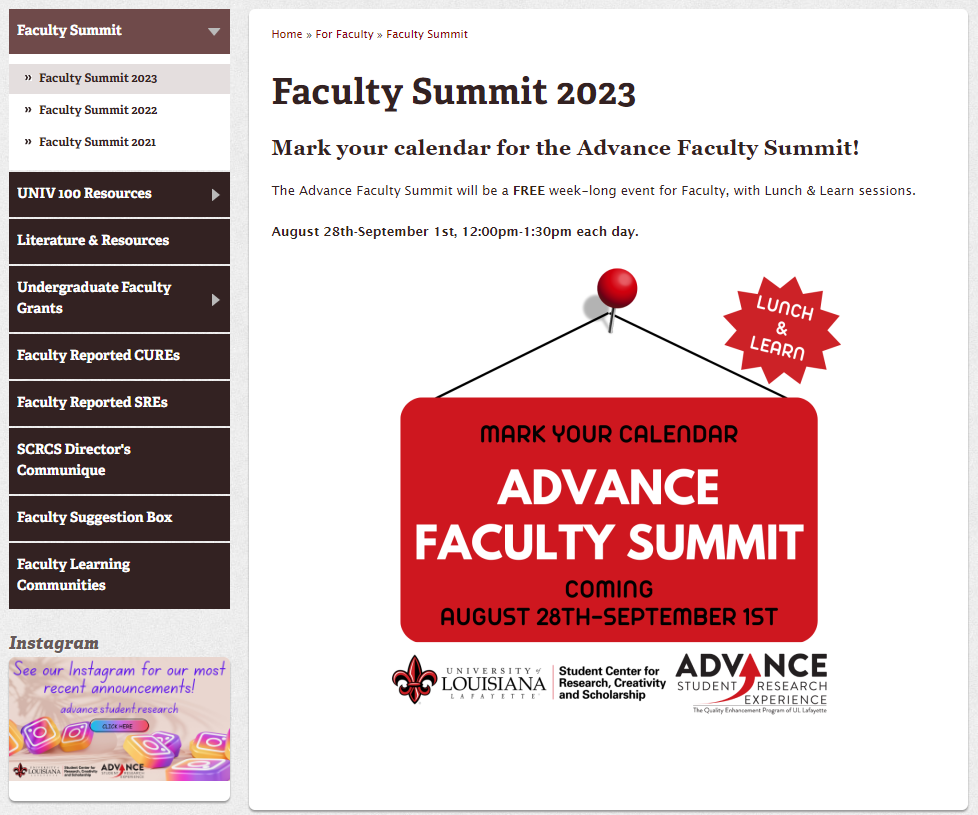 Faculty Summit
» Faculty Summit 2023
» Faculty Summit 2022
» Faculty Summit 2021
UNIV 100 Resources
Literature & Resources
Undergraduate Faculty
Grants
Faculty Reported CUREs
Faculty Reported SREs
SCRCS Director's
Communique
Faculty Suggestion Box
Faculty Learning
Communities
Instagram
See our Instagram for our most
recent announcements!
advance.student.research
CLICK HERE
UNIVERSITY of
LOUISIANA
LAFAYETTE
Student Center for
Research, Creativity
and Scholarship
ADVANCE
STUDENT RESEARCH
EXPERIENCE
Home » For Faculty » Faculty Summit
Faculty Summit 2023
Mark your calendar for the Advance Faculty Summit!
The Advance Faculty Summit will be a FREE week-long event for Faculty, with Lunch & Learn sessions.
August 28th-September 1st, 12:00pm-1:30pm each day.
LUNCH
&
LEARN
MARK YOUR CALENDAR
ADVANCE
FACULTY SUMMIT
COMING
AUGUST 28TH-SEPTEMBER 1ST
UNIVERSITY of
LOUISIANA
LAFAYETTE
Student Center for
Research, Creativity
and Scholarship
ADVANCE
STUDENT RESEARCH
EXPERIENCE
The Quality Enhancement Program of UL Lafayette